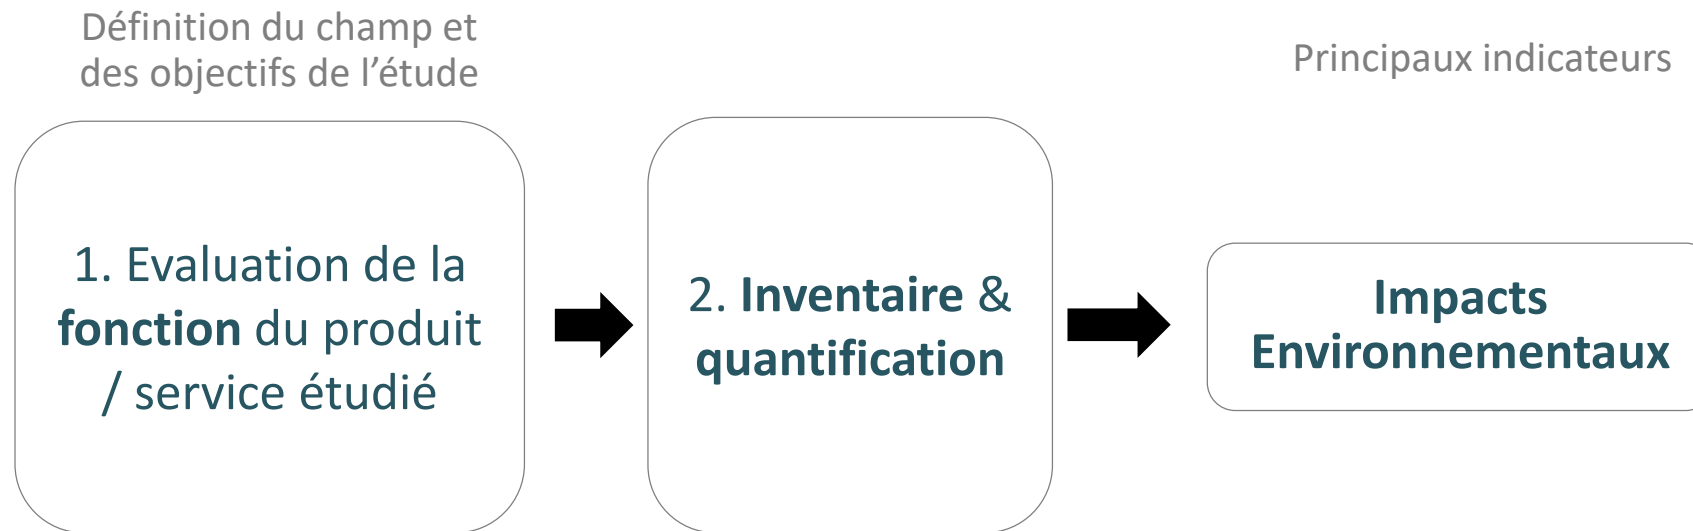 Définition du champ et
des objectifs de l’étude
Principaux indicateurs
1. Evaluation de la
fonction du produit
/ service étudié
2. Inventaire &
quantification
Impacts
Environnementaux